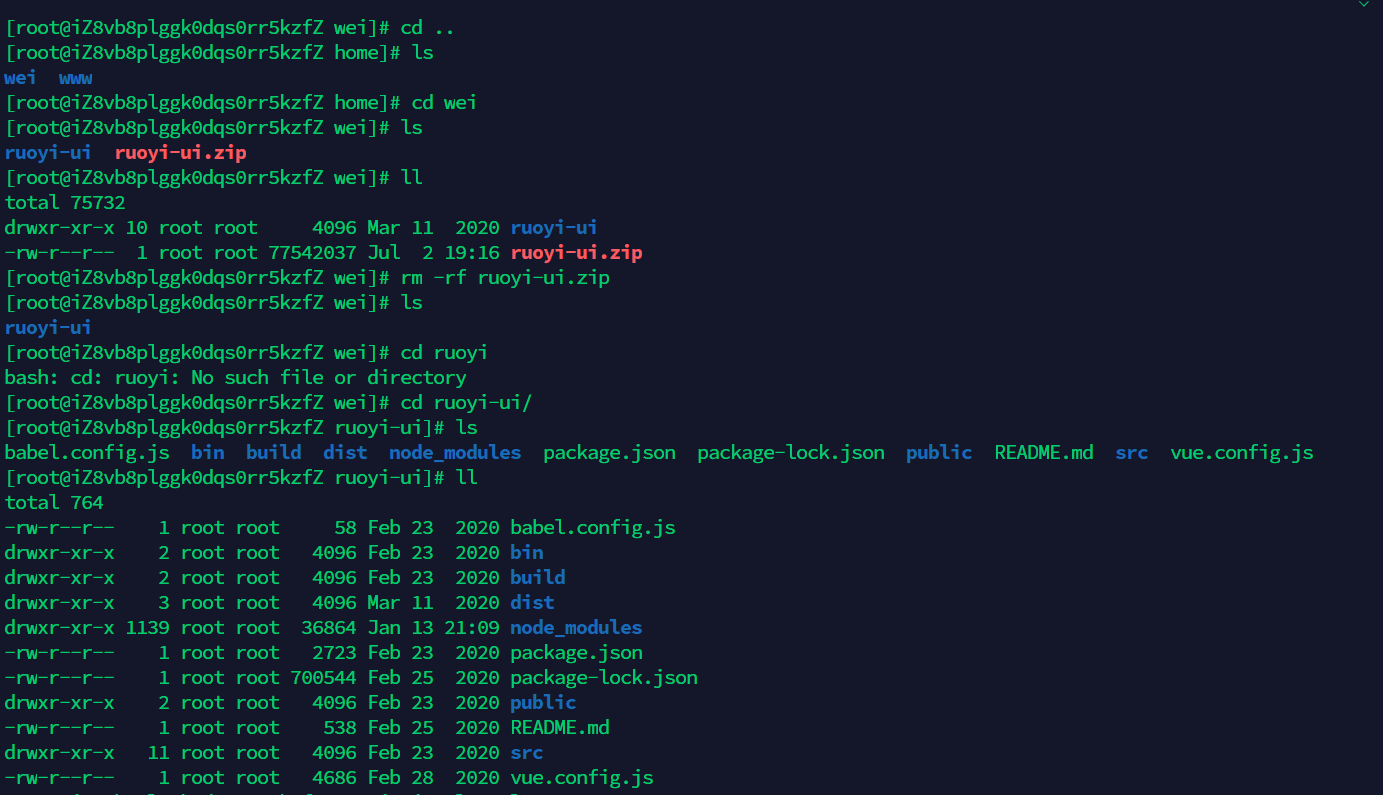 [root@iZ8vb8plggk0dqs0rr5kzfZ wei]# cd ..
[root@iZ8vb8plggk0dqs0rr5kzfZ home]# ls
wei  www
[root@iZ8vb8plggk0dqs0rr5kzfZ home]# cd wei
[root@iZ8vb8plggk0dqs0rr5kzfZ wei]# ls
ruoyi-ui  ruoyi-ui.zip
[root@iZ8vb8plggk0dqs0rr5kzfZ wei]# ll
total 75732
drwxr-xr-x 10 root root     4096 Mar 11  2020 ruoyi-ui
-rw-r--r--  1 root root 77542037 Jul  2 19:16 ruoyi-ui.zip
[root@iZ8vb8plggk0dqs0rr5kzfZ wei]# rm -rf ruoyi-ui.zip
[root@iZ8vb8plggk0dqs0rr5kzfZ wei]# ls
ruoyi-ui
[root@iZ8vb8plggk0dqs0rr5kzfZ wei]# cd ruoyi
bash: cd: ruoyi: No such file or directory
[root@iZ8vb8plggk0dqs0rr5kzfZ wei]# cd ruoyi-ui/
[root@iZ8vb8plggk0dqs0rr5kzfZ ruoyi-ui]# ls
babel.config.js  bin  build  dist  node_modules  package.json  package-lock.json  public  README.md  src  vue.config.js
[root@iZ8vb8plggk0dqs0rr5kzfZ ruoyi-ui]# ll
total 764
-rw-r--r--    1 root root     58 Feb 23  2020 babel.config.js
drwxr-xr-x    2 root root   4096 Feb 23  2020 bin
drwxr-xr-x    2 root root   4096 Feb 23  2020 build
drwxr-xr-x    3 root root   4096 Mar 11  2020 dist
drwxr-xr-x 1139 root root  36864 Jan 13 21:09 node_modules
-rw-r--r--    1 root root   2723 Feb 23  2020 package.json
-rw-r--r--    1 root root 700544 Feb 25  2020 package-lock.json
drwxr-xr-x    2 root root   4096 Feb 23  2020 public
-rw-r--r--    1 root root    538 Feb 25  2020 README.md
drwxr-xr-x   11 root root   4096 Feb 23  2020 src
-rw-r--r--    1 root root   4686 Feb 28  2020 vue.config.js